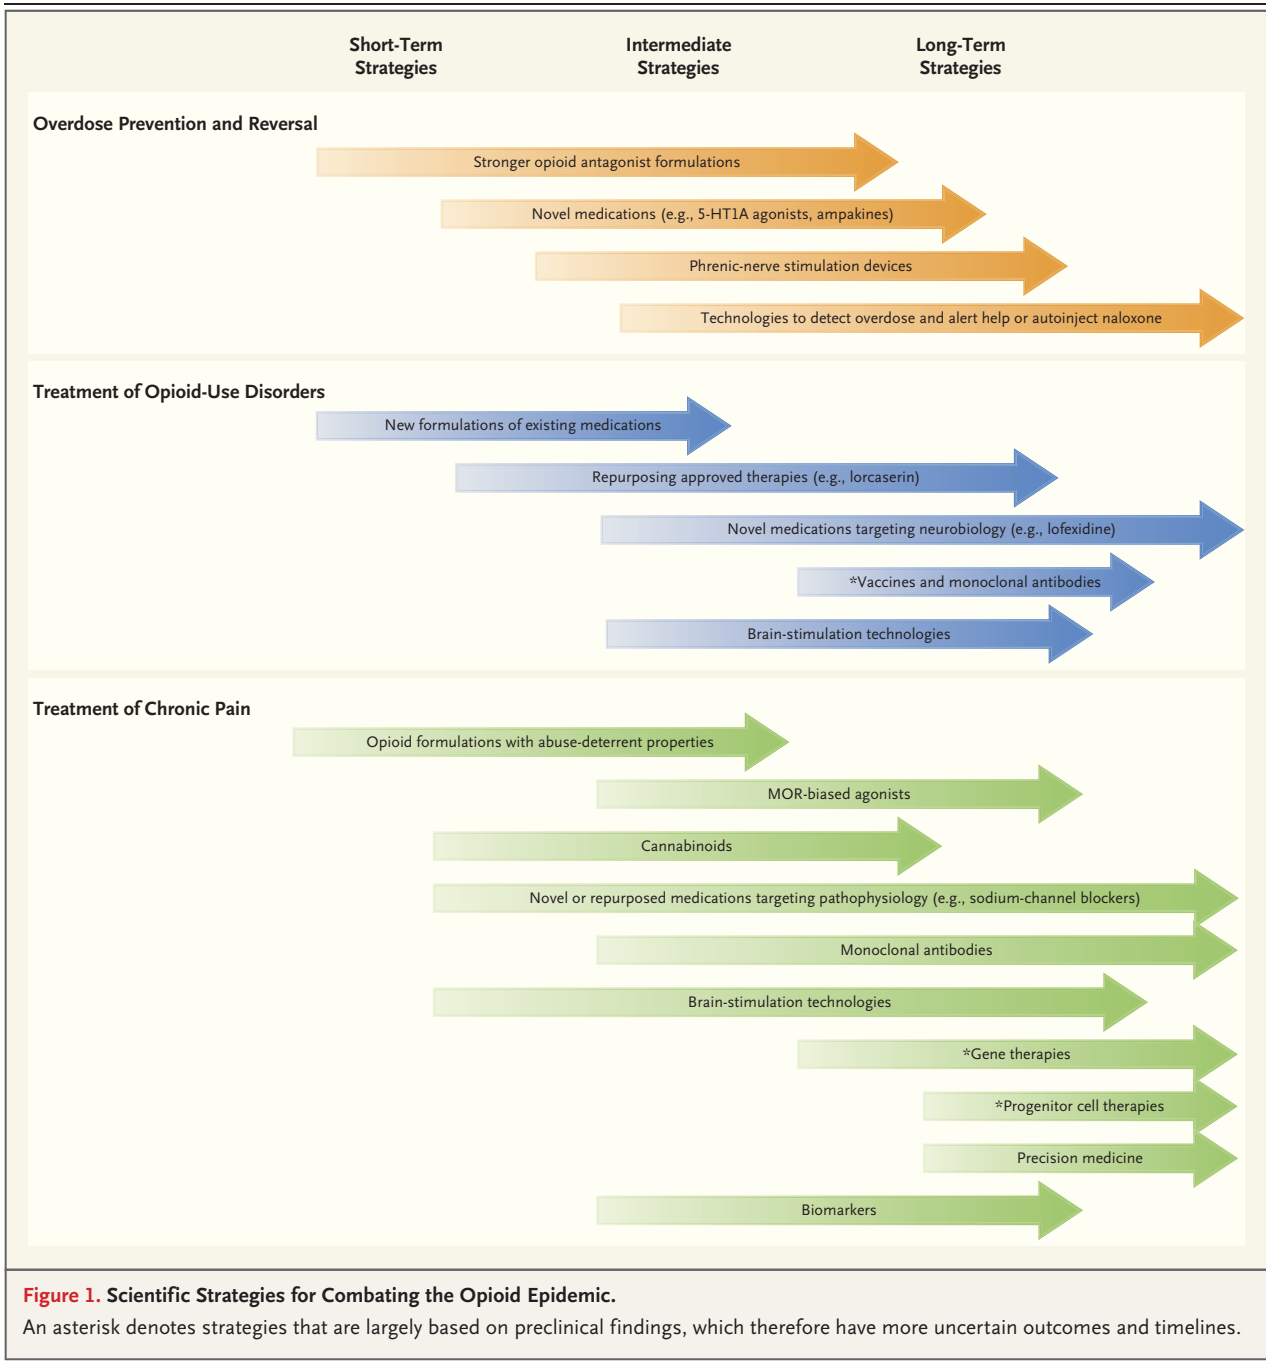 Short-Term
Strategies
Intermediate
Strategies
Long-Term
Strategies
Overdose Prevention and Reversal
Stronger opioid antagonist formulations
Novel medications (e.g., 5-HT1A agonists, ampakines)
Phrenic-nerve stimulation devices
Technologies to detect overdose and alert help or autoinject naloxone
Treatment of Opioid-Use Disorders
New formulations of existing medications
Repurposing approved therapies (e.g., lorcaserin)
Novel medications targeting neurobiology (e.g., lofexidine)
*Vaccines and monoclonal antibodies
Brain-stimulation technologies
Treatment of Chronic Pain
Opioid formulations with abuse-deterrent properties
MOR-biased agonists
Cannabinoids
Novel or repurposed medications targeting pathophysiology (e.g., sodium-channel blockers)
Monoclonal antibodies
Brain-stimulation technologies
*Gene therapies
*Progenitor cell therapies
Precision medicine
Biomarkers
Figure 1. Scientific Strategies for Combating the Opioid Epidemic.
An asterisk denotes strategies that are largely based on preclinical findings, which therefore have more uncertain outcomes and timelines.